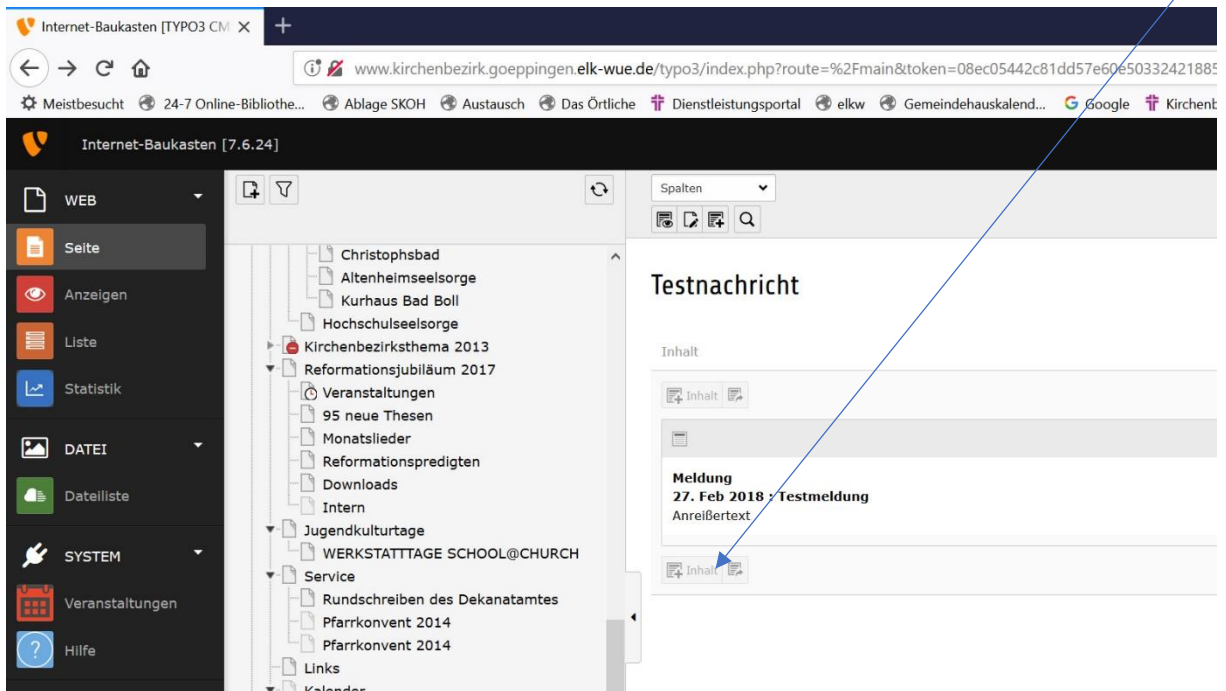 Internet-Baukasten [TYPO3 CM
www.kirchenbezirk.goeppingen.elk-wue.de/typo3/index.php?route=%2Fmain&token=08ec05442c81dd57e60e50332421885
Meistbesucht 24-7 Online-Bibliothe... Ablage SKOH Austausch Das Örtliche Dienstleistungsportal elkw Gemeindehauskalend... Google Kirchenb
Internet-Baukasten [7.6.24]
WEB
Seite
Anzeigen
Liste
Statistik
DATEI
Dateiliste
SYSTEM
Veranstaltungen
Hilfe
Christophsbad
Altenheimseelsorge
Kurhaus Bad Boll
Hochschulseelsorge
Kirchenbezirksthema 2013
Reformationsjubiläum 2017
Veranstaltungen
95 neue Thesen
Monatslieder
Reformationspredigten
Downloads
Intern
Jugendkulturtage
WERKSTATTTAGE SCHOOL@CHURCH
Service
Rundschreiben des Dekanatamtes
Pfarrkonvent 2014
Pfarrkonvent 2014
Links
Kalender
Spalten
Testnachricht
Inhalt
Inhalt
Meldung
27. Feb 2018 : Testmeldung
Anreißertext
Inhalt